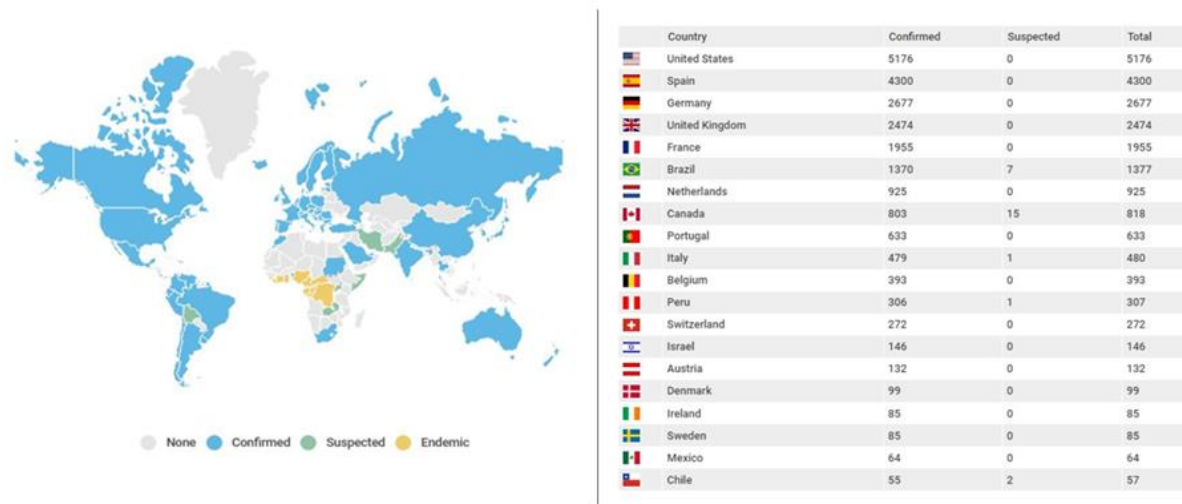 None Confirmed Suspected Endemic
Country Confirmed Suspected Total
United States 5176 0 5176
Spain 4300 0 4300
Germany 2677 0 2677
United Kingdom 2474 0 2474
France 1955 0 1955
Brazil 1370 7 1377
Netherlands 925 0 925
Canada 803 15 818
Portugal 633 0 633
Italy 479 1 480
Belgium 393 0 393
Peru 306 1 307
Switzerland 272 0 272
Israel 146 0 146
Austria 132 0 132
Denmark 99 0 99
Ireland 85 0 85
Sweden 85 0 85
Mexico 64 0 64
Chile 55 2 57